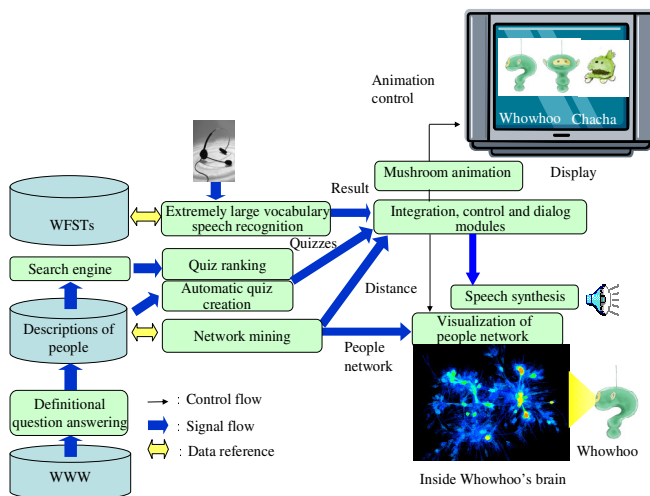 Animation
control
Whowhoo
Chacha
Mushroom animation
Display
Result
WFSTs
Extremely large vocabulary
speech recognition
Integration, control and dialog
modules
Quizzes
Search engine
Quiz ranking
Automatic quiz
creation
Distance
Speech synthesis
Descriptions of
people
Network mining
Visualization of
people network
People
network
Definitional
question answering
: Control flow
: Signal flow
: Data reference
WWW
Whowhoo
Inside Whowhoo's brain